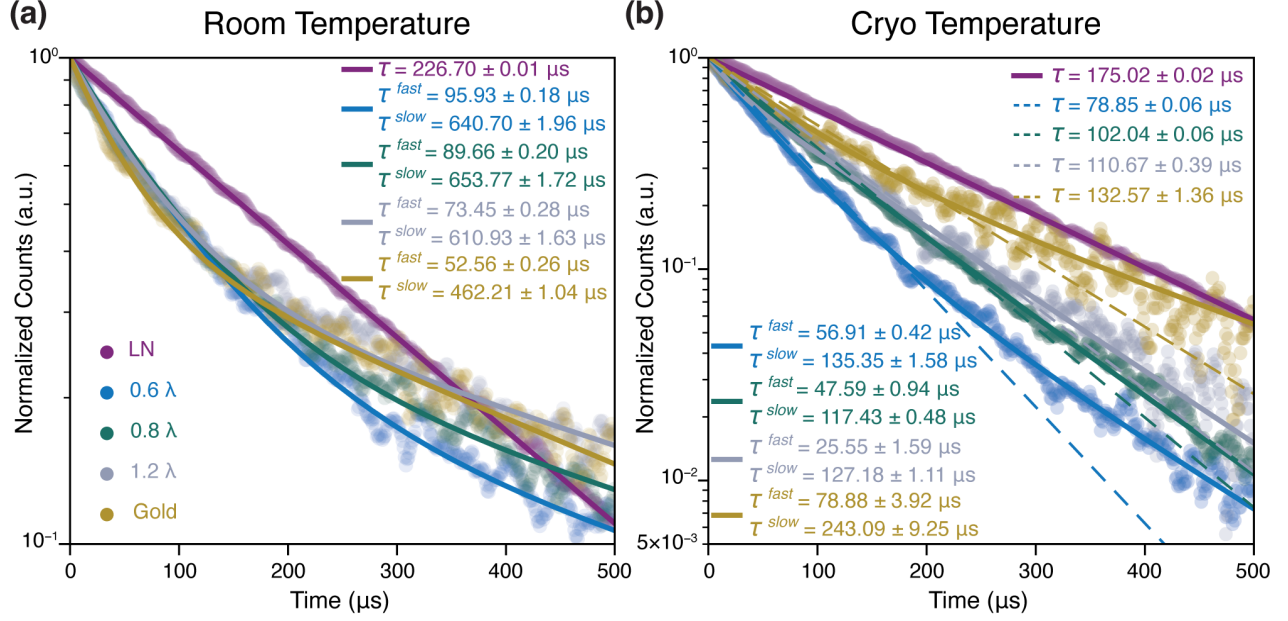 (a)
Room Temperature
Normalized Counts (a.u.)
10⁰
10⁻¹
τ = 226.70 ± 0.01 µs
τ fast = 95.93 ± 0.18 µs
τ slow = 640.70 ± 1.96 µs
τ fast = 89.66 ± 0.20 µs
τ slow = 653.77 ± 1.72 µs
τ fast = 73.45 ± 0.28 µs
τ slow = 610.93 ± 1.63 µs
τ fast = 52.56 ± 0.26 µs
τ slow = 462.21 ± 1.04 µs
LN
0.6 λ
0.8 λ
1.2 λ
Gold
0 100 200 300 400 500
Time (µs)
(b)
Cryo Temperature
Normalized Counts (a.u.)
10⁰
10⁻¹
10⁻²
5×10⁻³
τ = 175.02 ± 0.02 µs
τ = 78.85 ± 0.06 µs
τ = 102.04 ± 0.06 µs
τ = 110.67 ± 0.39 µs
τ = 132.57 ± 1.36 µs
τ fast = 56.91 ± 0.42 µs
τ slow = 135.35 ± 1.58 µs
τ fast = 47.59 ± 0.94 µs
τ slow = 117.43 ± 0.48 µs
τ fast = 25.55 ± 1.59 µs
τ slow = 127.18 ± 1.11 µs
τ fast = 78.88 ± 3.92 µs
τ slow = 243.09 ± 9.25 µs
0 100 200 300 400 500
Time (µs)